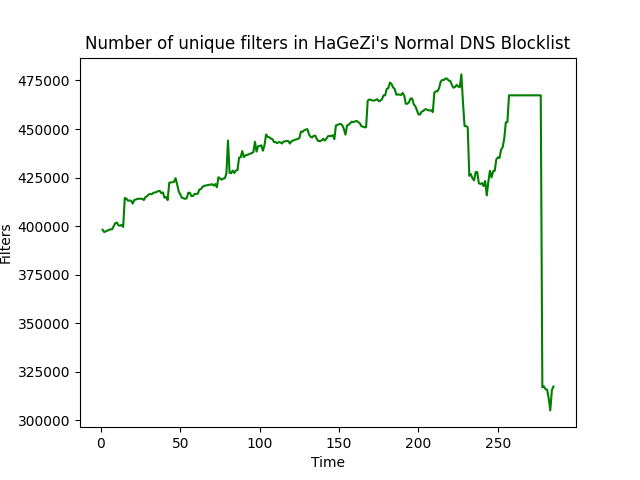 Number of unique filters in HaGeZi's Normal DNS Blocklist
475000
450000
425000
400000
375000
350000
325000
300000
Filters
0 50 100 150 200 250
Time